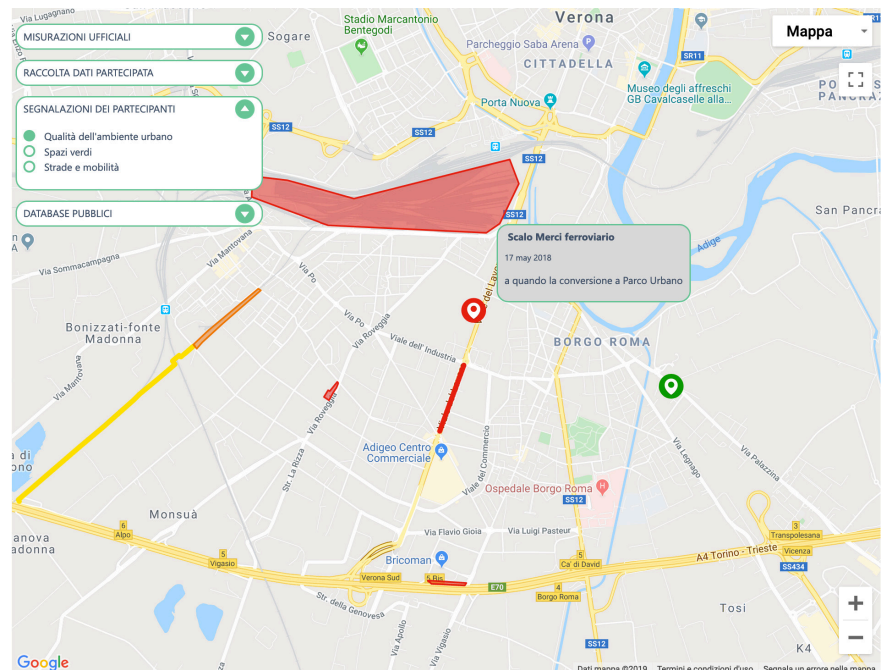 Via Lugagnano
Stadio Marcantonio
Bentegodi
Verona
Mappa
MISURAZIONI UFFICIALI
Sogare
Parcheggio Saba Arena
SR11
CITTADELLA
RACCOLTA DATI PARTECIPATA
Museo degli affreschi
GB Cavalcaselle alla...
Porta Nuova
SEGNALAZIONI DEI PARTECIPANTI
SS12
SS12
Qualità dell'ambiente urbano
Spazi verdi
SS12
Strade e mobilità
DATABASE PUBBLICI
SS12
San Pancra
Via Mantovana
Scalo Merci ferroviario
Adige
17 may 2018
Via Sommacampagna
Via Po
a quando la conversione a Parco Urbano
Via Po
Via Roveggia
Bonizzati-fonte
Madonna
Viale dell' Industria
BORGO ROMA
Via Roveggia
Adigeo Centro
Commerciale
Via Legnago
Via Palazzina
Str. La Rizza
Viale del Commercio
Ospedale Borgo Roma
SS12
Monsuà
6
Alpo
Via Flavio Gioia
Via Luigi Pasteur
3
Transpolesana
5
Vigasio
Bricoman
5
Ca' di David
A4 Torino - Trieste
Vicenza
SS434
Verona Sud
5 Bis
E70
4
Borgo Roma
Str. della Genovesa
Tosi
Via Apollo
Via Vigasio
SS12
K4
Google
Dati mappa ©2019
Termini e condizioni d'uso
Segnala un errore nella mappa